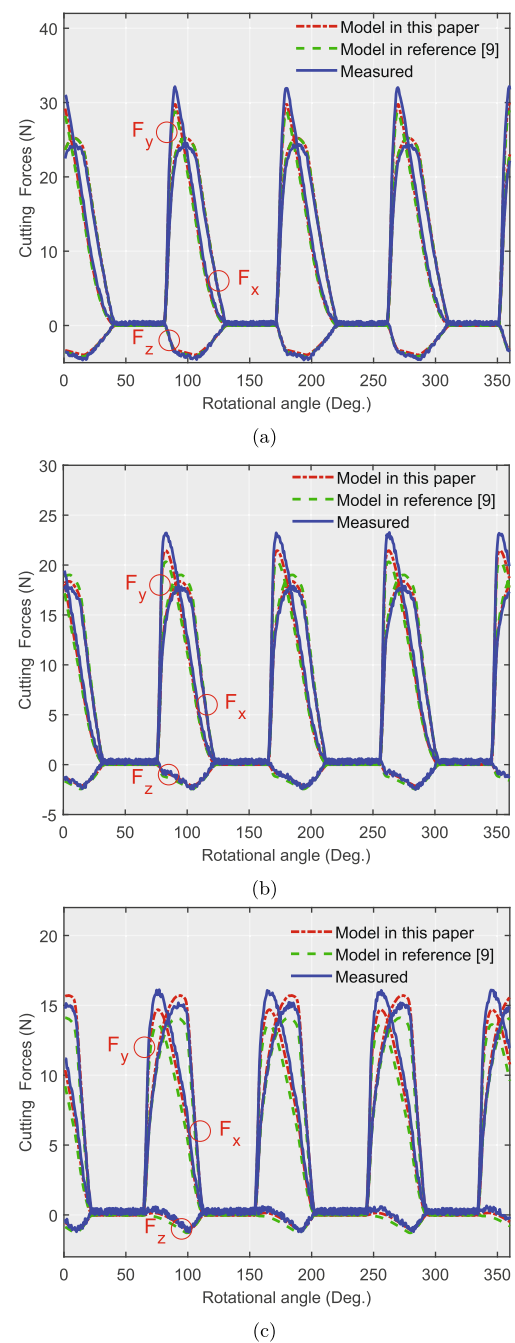 Model in this paper
Model in reference [9]
Measured
40
30
20
10
0
F_y
F_x
F_z
Cutting Forces (N)
0 50 100 150 200 250 300 350
Rotational angle (Deg.)
(a)
30
25
20
15
10
5
0
-5
Model in this paper
Model in reference [9]
Measured
F_y
F_x
F_z
Cutting Forces (N)
0 50 100 150 200 250 300 350
Rotational angle (Deg.)
(b)
20
15
10
5
0
Model in this paper
Model in reference [9]
Measured
F_y
F_x
F_z
Cutting Forces (N)
0 50 100 150 200 250 300 350
Rotational angle (Deg.)
(c)